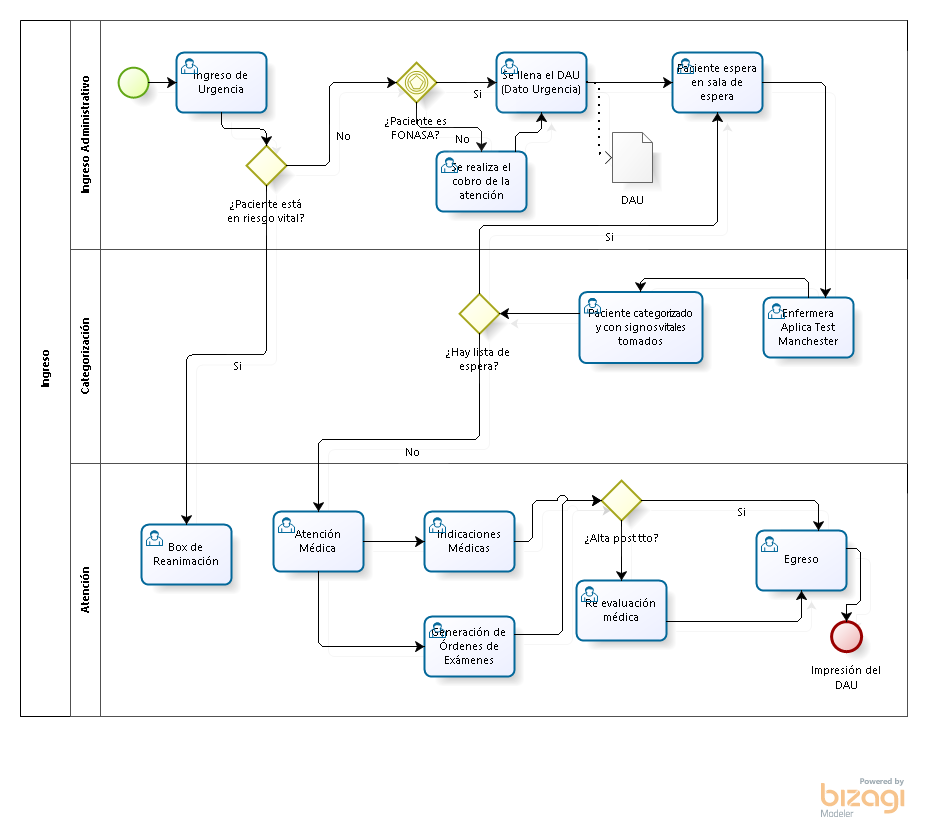 Ingreso
Ingreso Administrativo
Ingreso de
Urgencia
¿Paciente está
en riesgo vital?
No
Si
¿Paciente es
FONASA?
Si
No
Se llena el DAU
(Dato Urgencia)
Se realiza el
cobro de la
atención
DAU
Paciente espera
en sala de
espera
Si
Categorización
¿Hay lista de
espera?
Paciente categorizado
y con signos vitales
tomados
Enfermera
Aplica Test
Manchester
No
Atención
Box de
Reanimación
Atención
Médica
Indicaciones
Médicas
Generación de
Órdenes de
Exámenes
¿Alta post tto?
Si
Re evaluación
médica
Egreso
Impresión del
DAU
Powered by
bizagi
Modeler